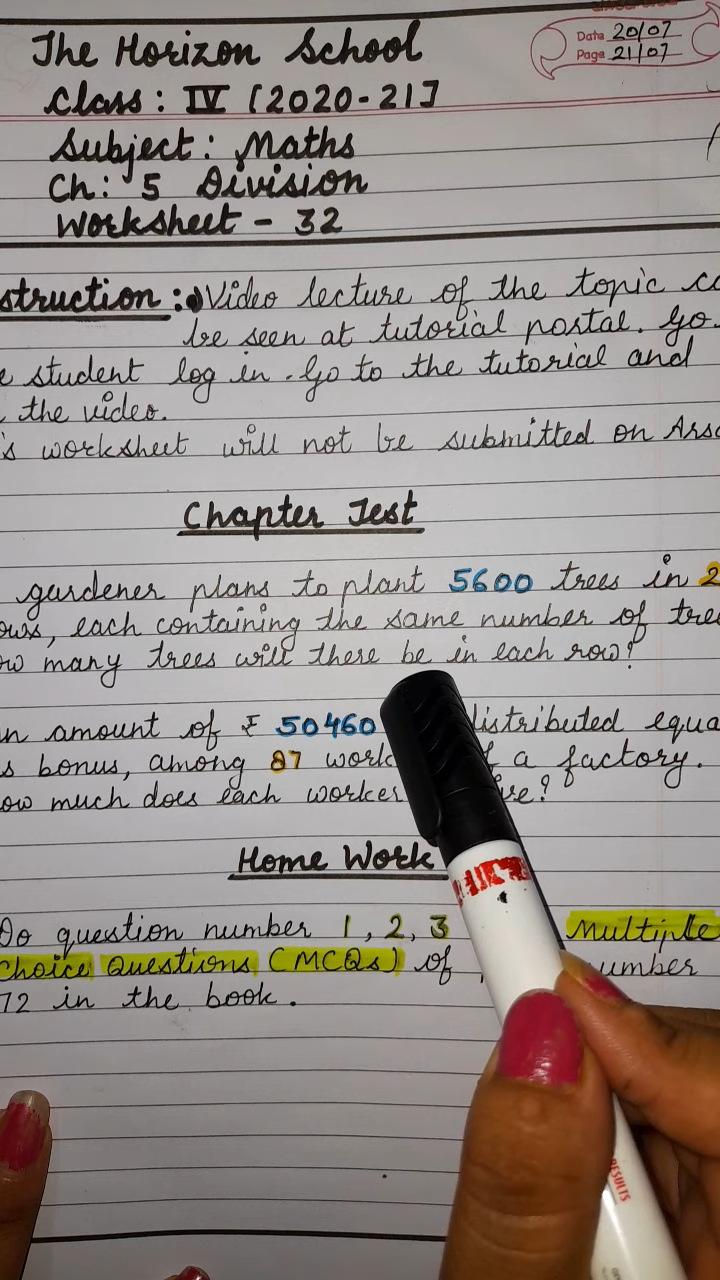 Date 20/07
Page 21/07
The Horizon School
Class : IV [2020-21]
Subject : Maths
Ch : 5 Division
Worksheet - 32
struction : Video lecture of the topic
be seen at tutorial postal. Go
student log in. Go to the tutorial and
the video.
worksheet will not be submitted on
Chapter Test
gardener plans to plant 5600 trees in 2
each containing the same number of
many trees will there be in each row?
amount of ₹ 50460 distributed
bonus, among 87 a factory.
much does each worker
Home Work
Do question number 1, 2, 3 Multiple
Choice Questions (MCQs) of
72 in the book.
RESULTS